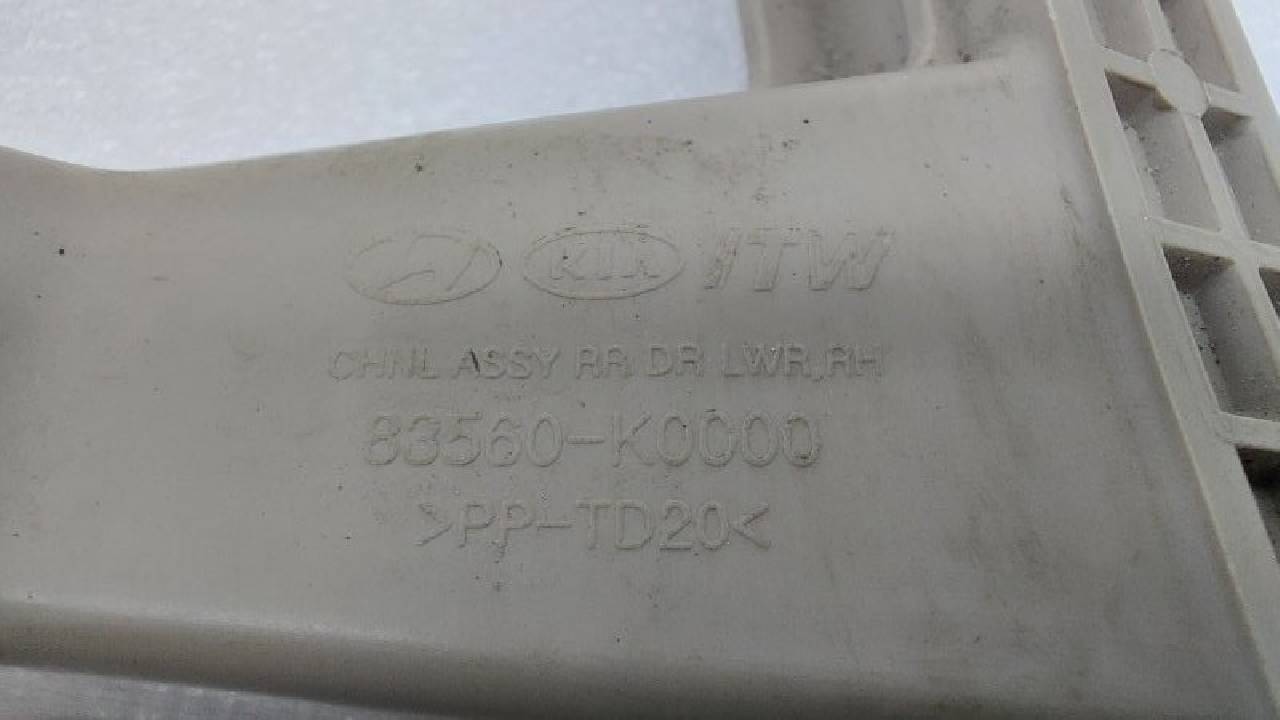 KIA ITW
CHNL ASSY RR DR LWR,RH
83560-K0000
>PP-TD20<